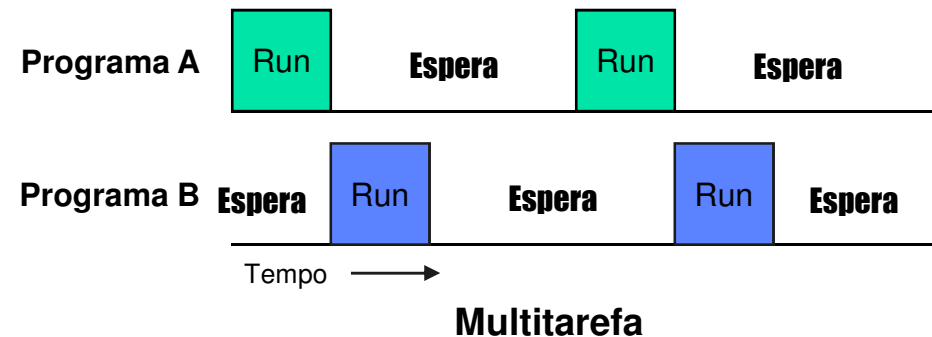 Programa A Run Espera Run Espera
Programa B Espera Run Espera Run Espera
Tempo
Multitarefa